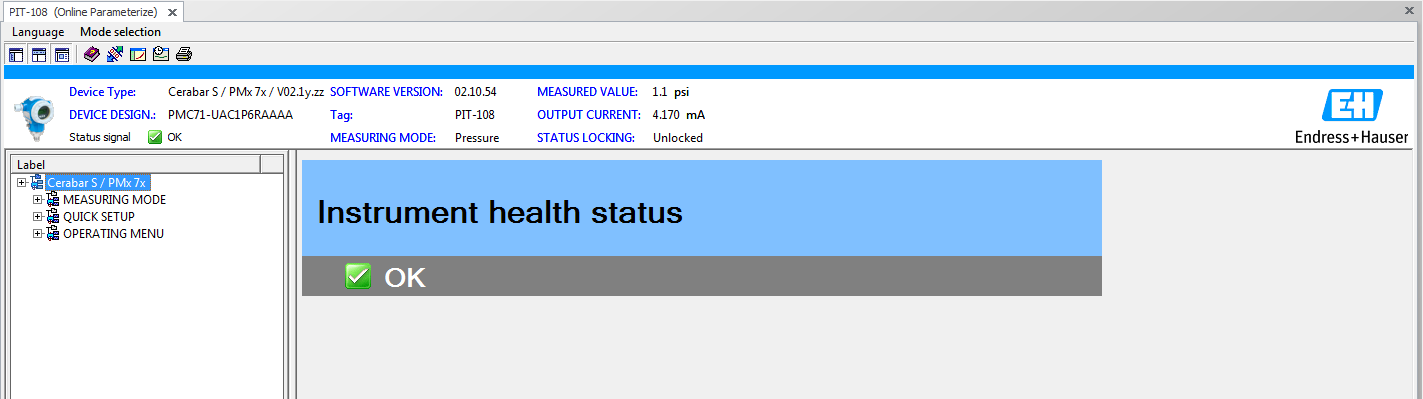 PIT-108 (Online Parameterize)
Language Mode selection
Device Type: Cerabar S / PMx 7x / V02.1y.zz SOFTWARE VERSION: 02.10.54 MEASURED VALUE: 1.1 psi
DEVICE DESIGN.: PMC71-UAC1P6RAAAA Tag: PIT-108 OUTPUT CURRENT: 4.170 mA
Status signal OK MEASURING MODE: Pressure STATUS LOCKING: Unlocked
EH
Endress+Hauser
Label
Cerabar S / PMx 7x
MEASURING MODE
QUICK SETUP
OPERATING MENU
Instrument health status
OK